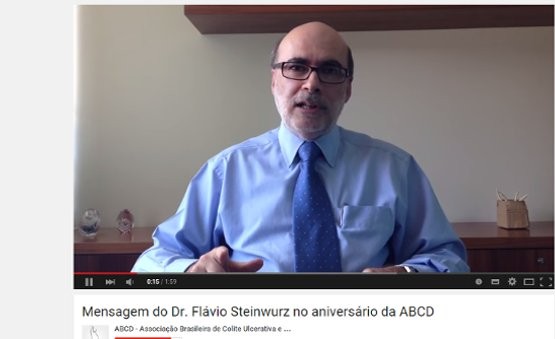 0:15 / 1:59
Mensagem do Dr. Flávio Steinwurz no aniversário da ABCD
ABCD - Associação Brasileira de Colite Ulcerativa e ...